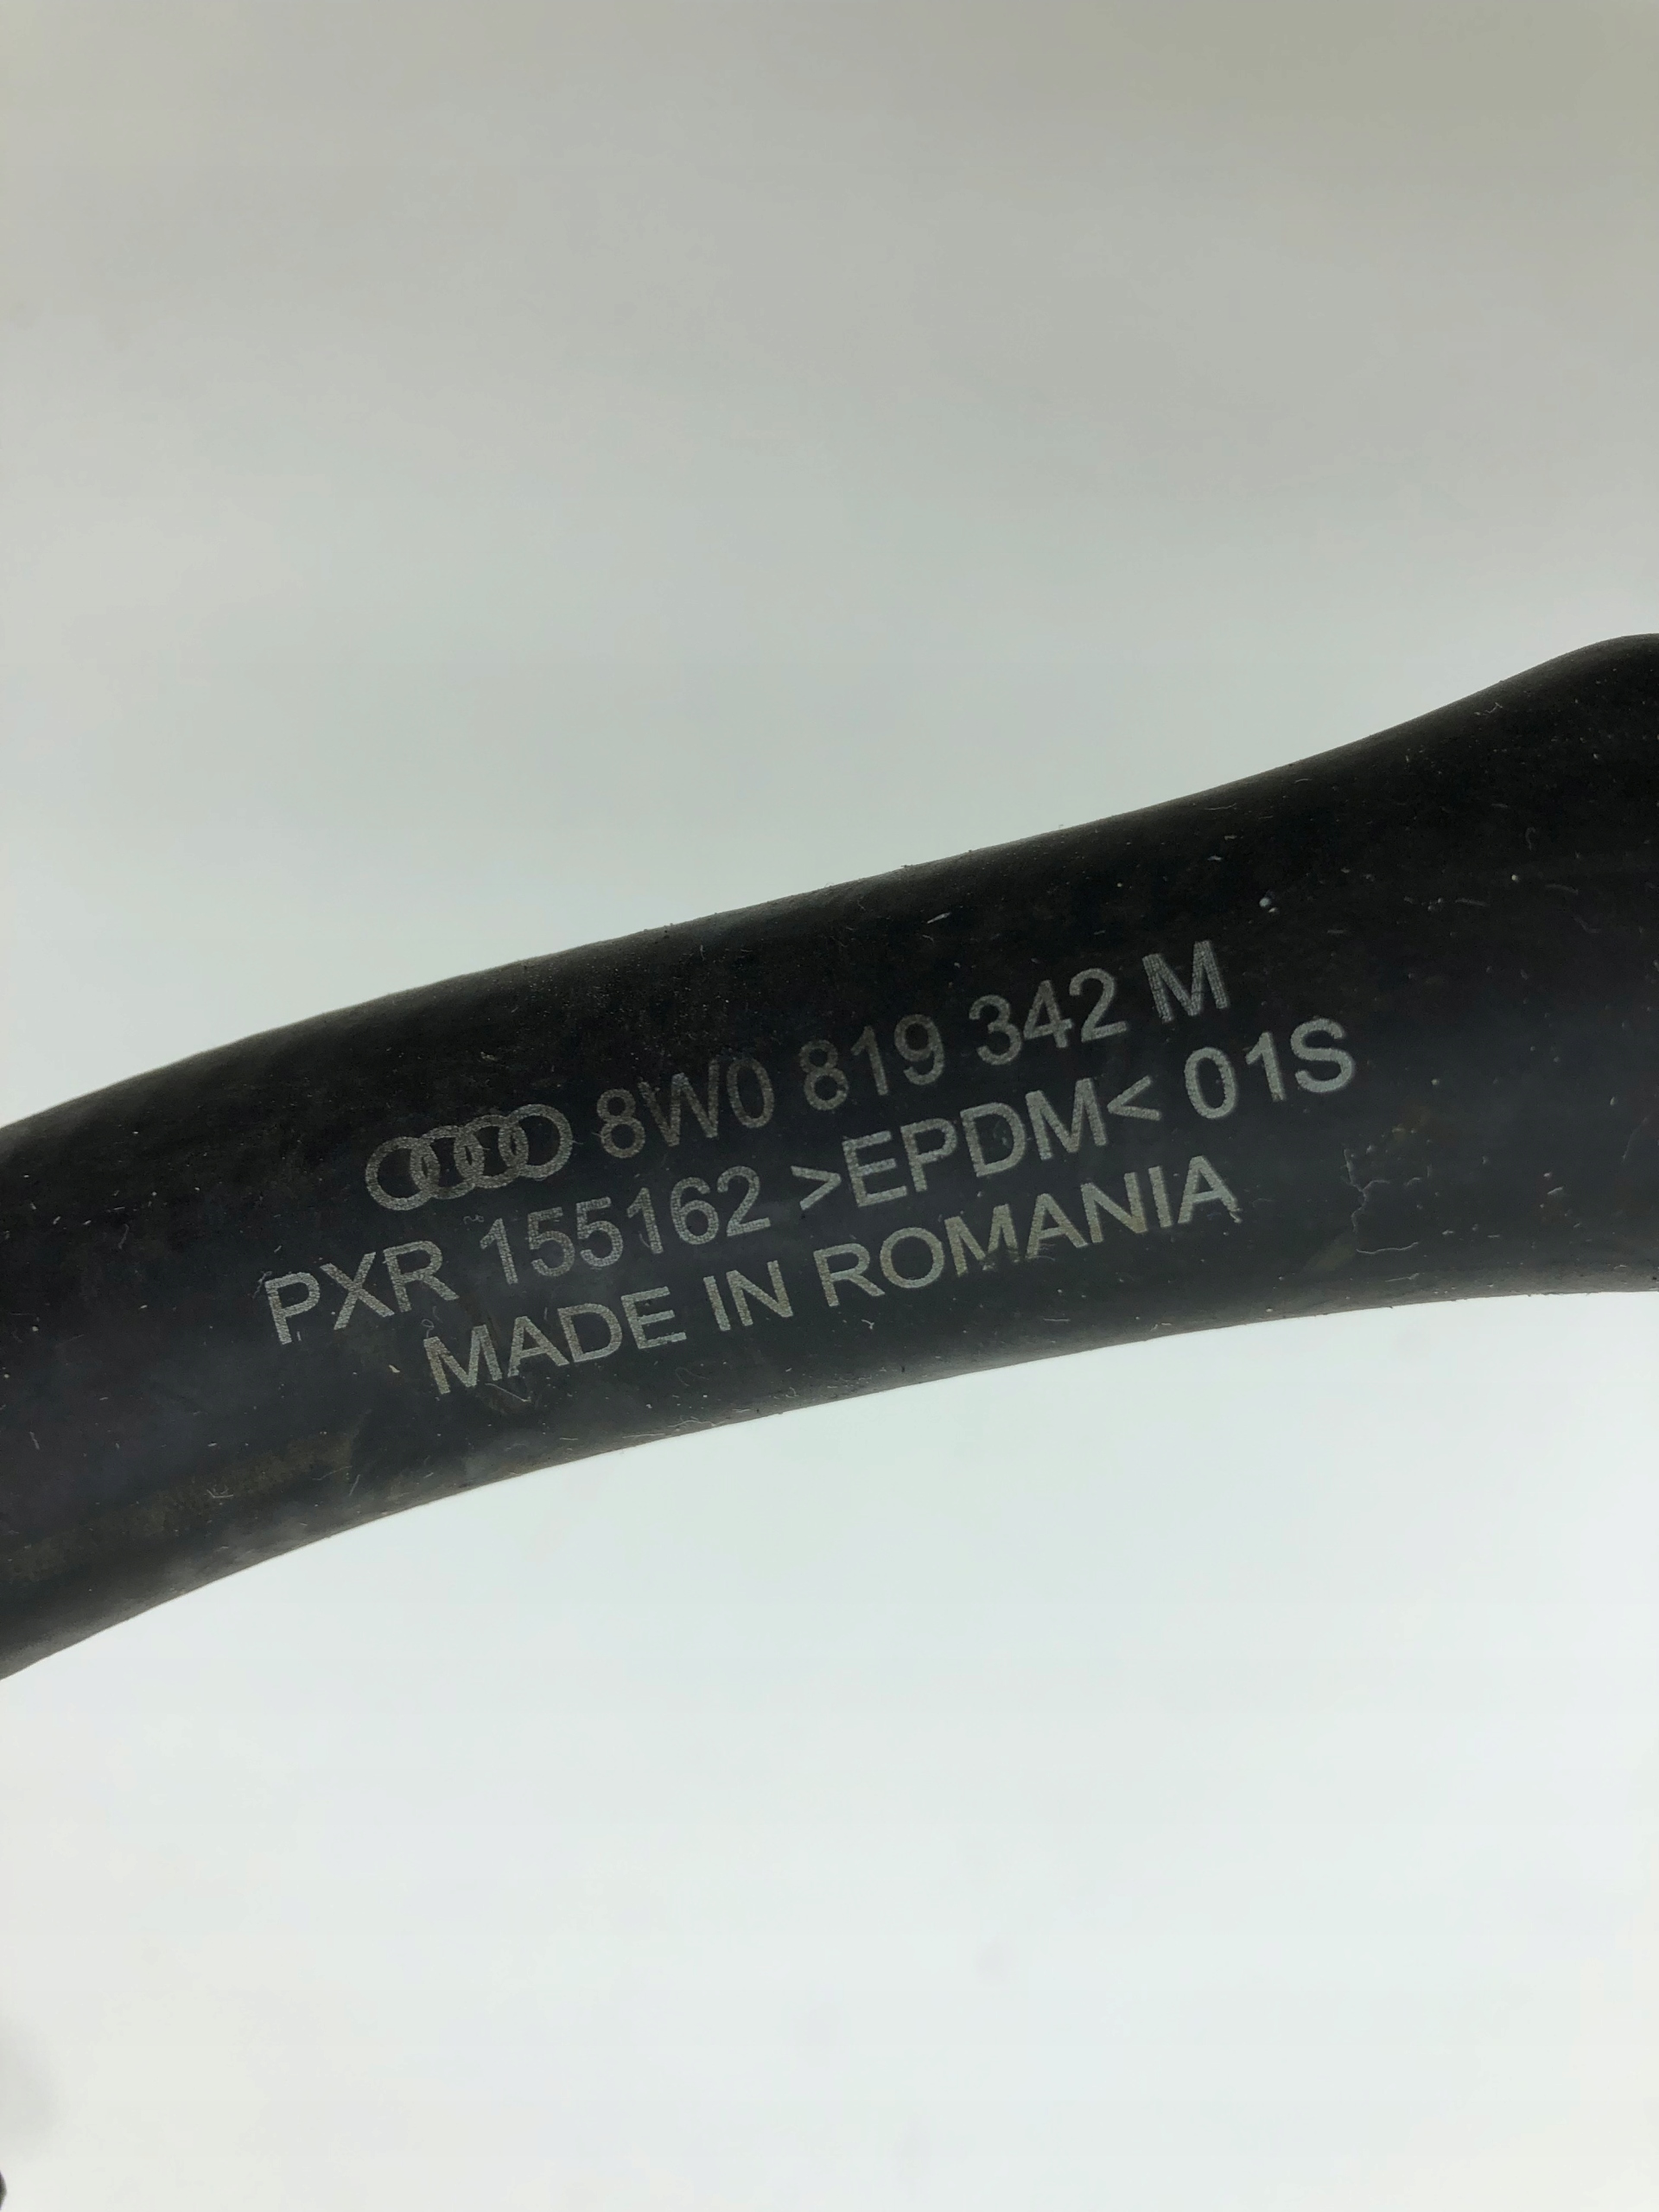 8W0 819 342 M
PXR 155162 >EPDM< 01S
MADE IN ROMANIA